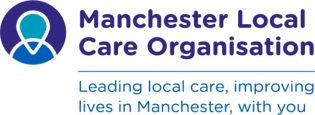 Manchester Local
Care Organisation
Leading local care, improving
lives in Manchester, with you